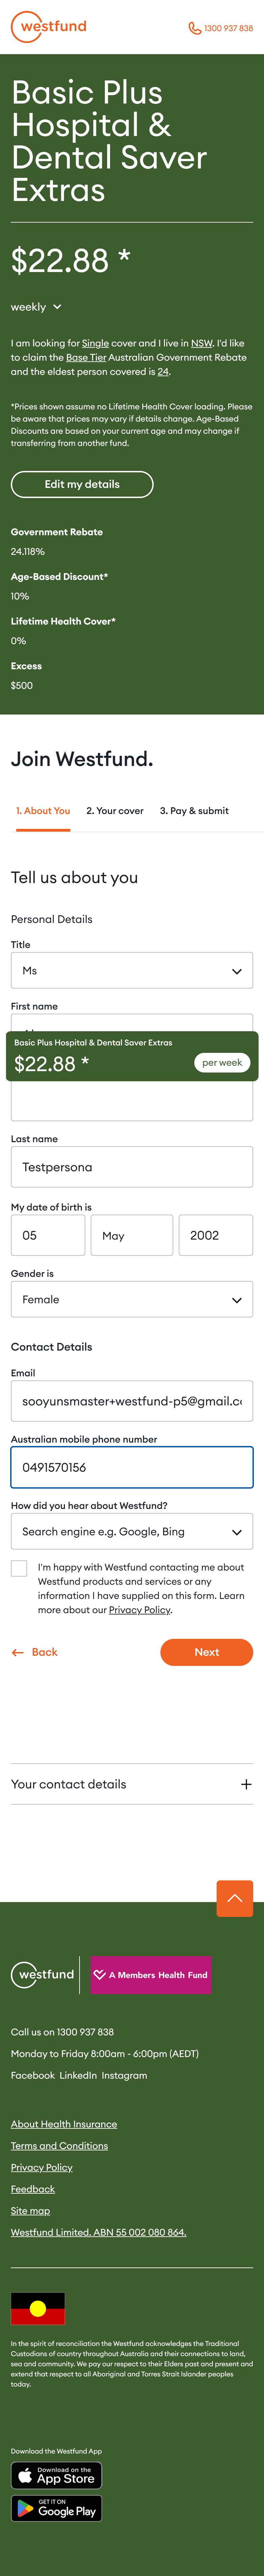 westfund
1300 937 838
Basic Plus
Hospital &
Dental Saver
Extras
$22.88 *
weekly
I am looking for Single cover and I live in NSW. I'd like
to claim the Base Tier Australian Government Rebate
and the eldest person covered is 24.
*Prices shown assume no Lifetime Health Cover loading. Please
be aware that prices may vary if details change. Age-Based
Discounts are based on your current age and may change if
transferring from another fund.
Edit my details
Government Rebate
24.118%
Age-Based Discount*
10%
Lifetime Health Cover*
0%
Excess
$500
Join Westfund.
1. About You 2. Your cover 3. Pay & submit
Tell us about you
Personal Details
Title
Ms
First name
Basic Plus Hospital & Dental Saver Extras
$22.88 * per week
Last name
Testpersona
My date of birth is
05 May 2002
Gender is
Female
Contact Details
Email
sooyunsmaster+westfund-p5@gmail.c
Australian mobile phone number
0491570156
How did you hear about Westfund?
Search engine e.g. Google, Bing
I'm happy with Westfund contacting me about
Westfund products and services or any
information I have supplied on this form. Learn
more about our Privacy Policy.
Back Next
Your contact details
westfund A Members Health Fund
Call us on 1300 937 838
Monday to Friday 8:00am - 6:00pm (AEDT)
Facebook LinkedIn Instagram
About Health Insurance
Terms and Conditions
Privacy Policy
Feedback
Site map
Westfund Limited. ABN 55 002 080 864.
In the spirit of reconciliation the Westfund acknowledges the Traditional
Custodians of country throughout Australia and their connections to land,
sea and community. We pay our respect to their Elders past and present and
extend that respect to all Aboriginal and Torres Strait Islander peoples
today.
Download the Westfund App
Download on the
App Store
GET IT ON
Google Play